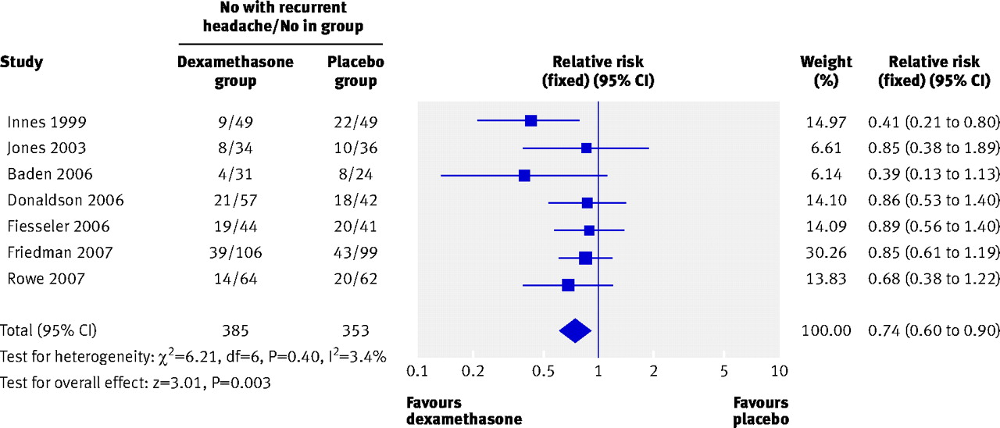 No with recurrent
headache/No in group
Study
Dexamethasone
group
Placebo
group
Relative risk
(fixed) (95% CI)
Weight
(%)
Relative risk
(fixed) (95% CI)
Innes 1999 9/49 22/49 14.97 0.41 (0.21 to 0.80)
Jones 2003 8/34 10/36 6.61 0.85 (0.38 to 1.89)
Baden 2006 4/31 8/24 6.14 0.39 (0.13 to 1.13)
Donaldson 2006 21/57 18/42 14.10 0.86 (0.53 to 1.40)
Fiesseler 2006 19/44 20/41 14.09 0.89 (0.56 to 1.40)
Friedman 2007 39/106 43/99 30.26 0.85 (0.61 to 1.19)
Rowe 2007 14/64 20/62 13.83 0.68 (0.38 to 1.22)
Total (95% CI) 385 353 100.00 0.74 (0.60 to 0.90)
Test for heterogeneity: χ²=6.21, df=6, P=0.40, I²=3.4%
Test for overall effect: z=3.01, P=0.003
0.1 0.2 0.5 1 2 5 10
Favours
dexamethasone
Favours
placebo